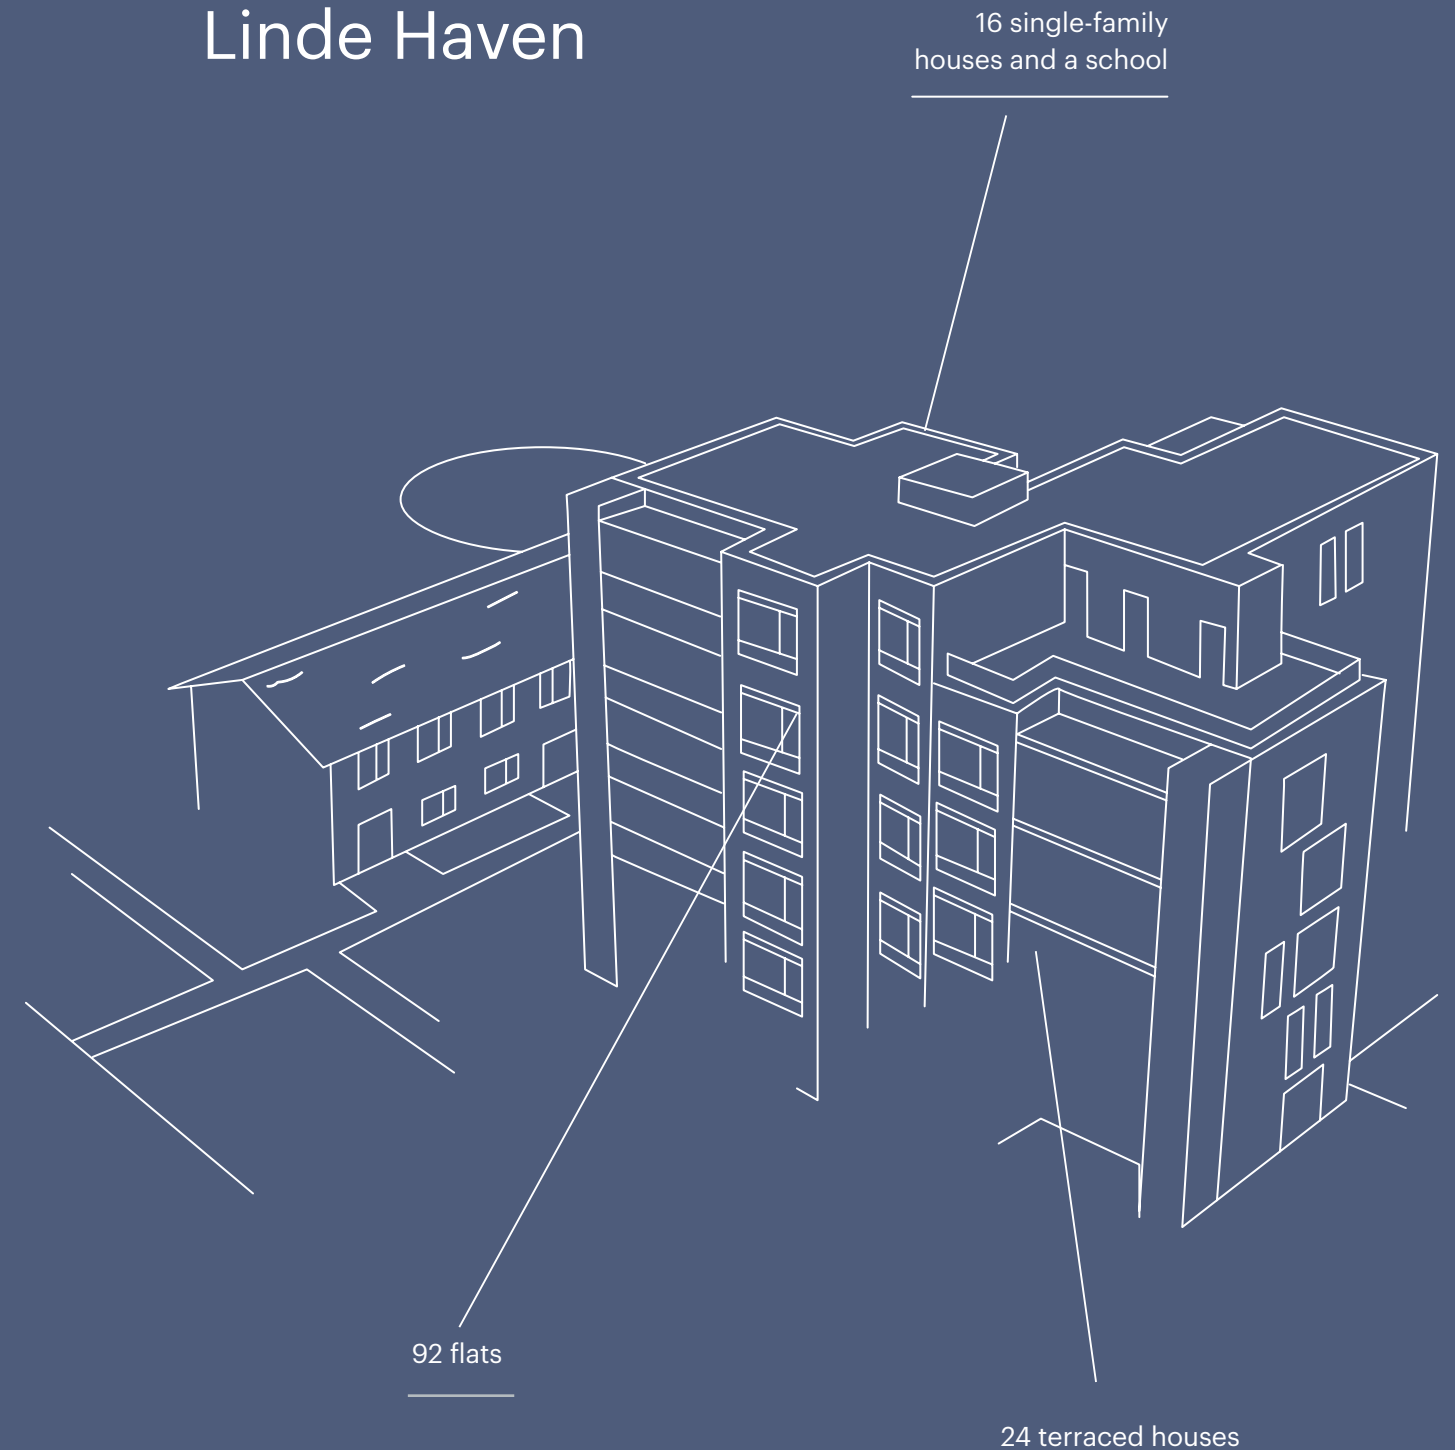 Linde Haven
16 single-family
houses and a school
92 flats
24 terraced houses